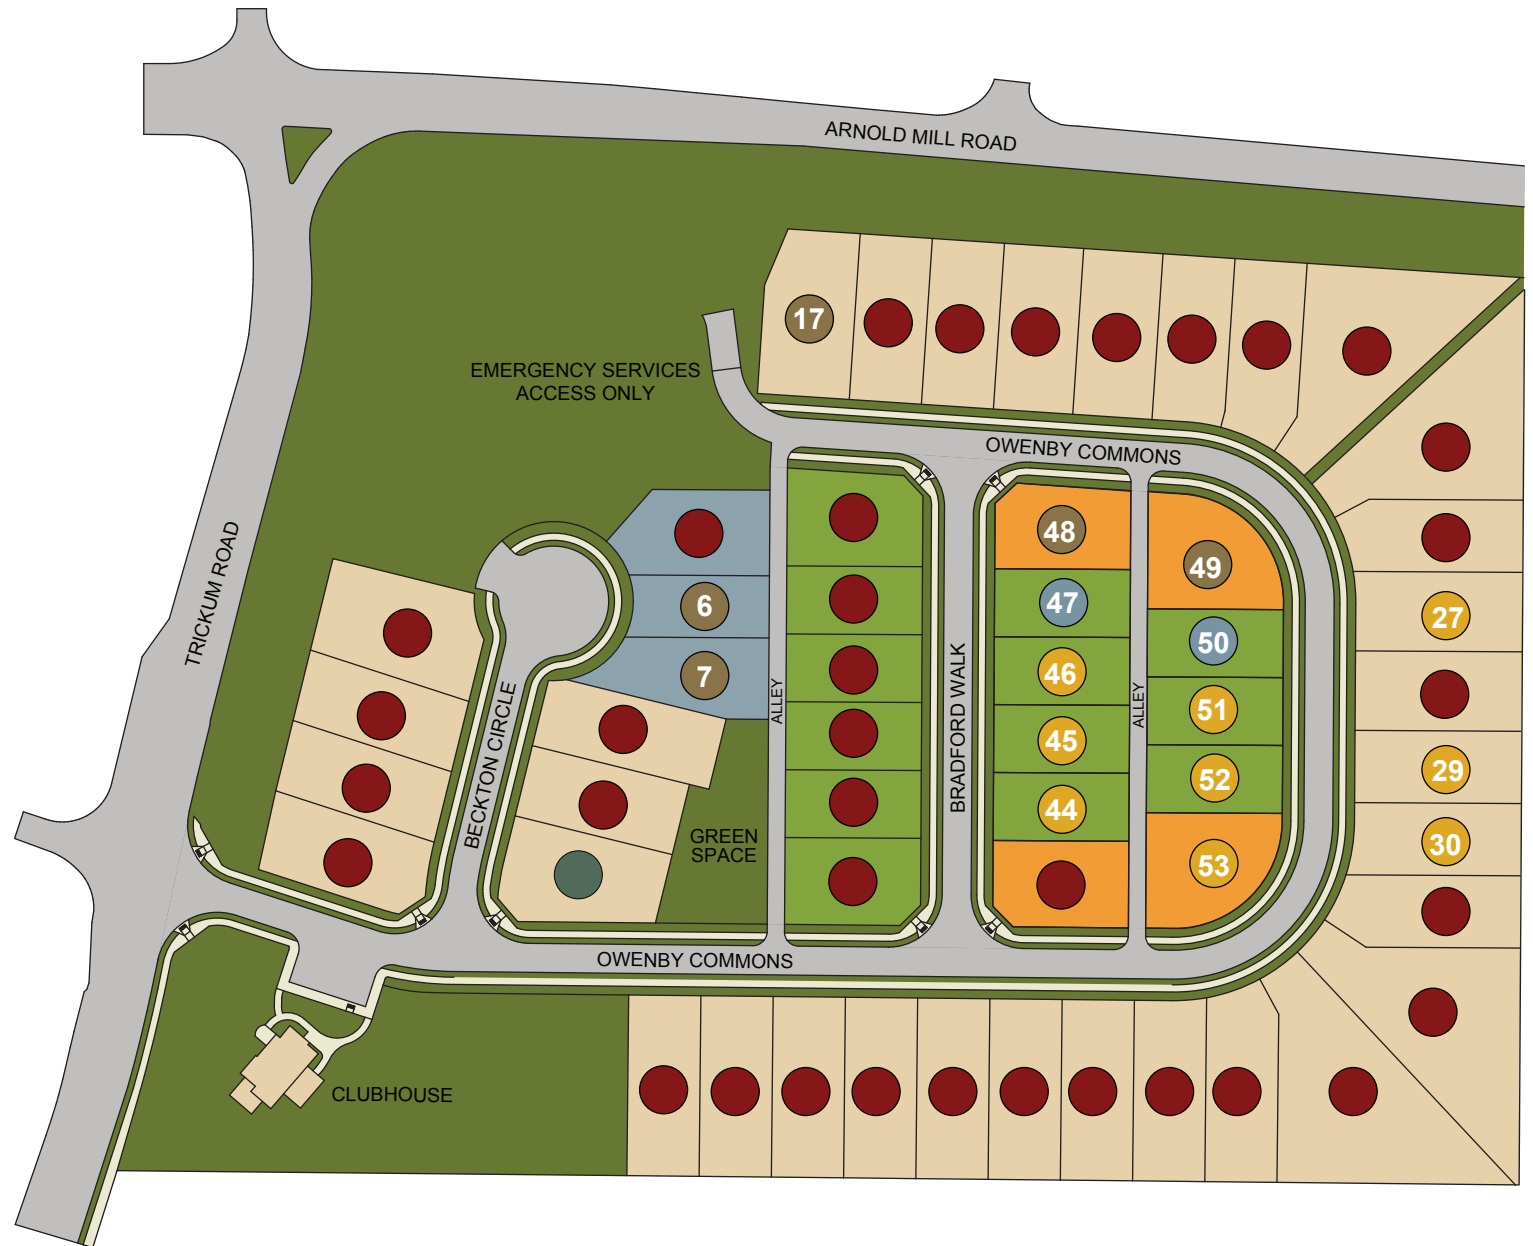 ARNOLD MILL ROAD
17
EMERGENCY SERVICES
ACCESS ONLY
OWENBY COMMONS
TRICKUM ROAD
48
49
47
6
27
50
46
7
ALLEY
ALLEY
51
BECKTON CIRCLE
BRADFORD WALK
45
29
52
44
GREEN
SPACE
30
53
OWENBY COMMONS
CLUBHOUSE